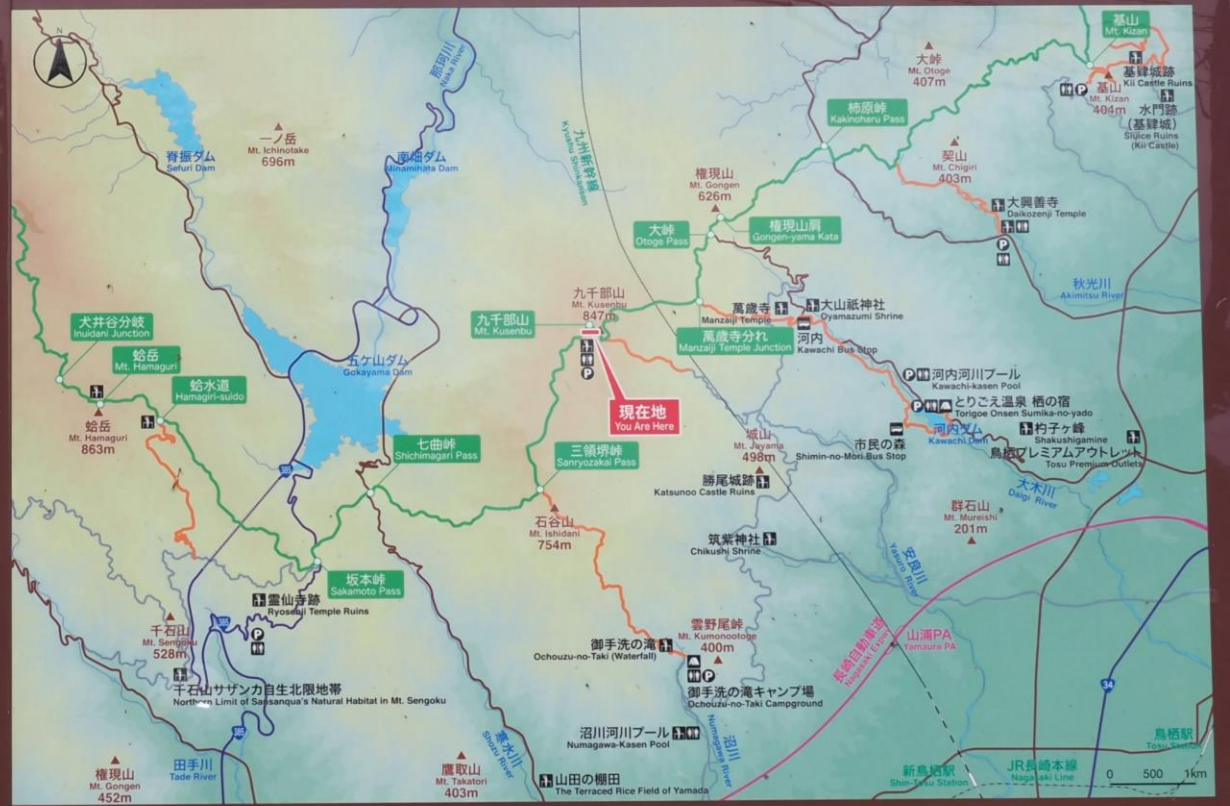 N
基山
Mt. Kizan
那珂川
Naka River
大峠
Mt. Otoge
407m
基肄城跡
Kii Castle Ruins
基山
Mt. Kizan
404m
水門跡
(基肄城)
Sluice Ruins
(Kii Castle)
柿原峠
Kakinoharu Pass
一ノ岳
Mt. Ichinotake
696m
脊振ダム
Sefuri Dam
南畑ダム
Minamihata Dam
九州新幹線
Kyushu Shinkansen
契山
Mt. Chigiri
403m
権現山
Mt. Gongen
626m
大興善寺
Daikozenji Temple
大峠
Otoge Pass
権現山肩
Gongen-yama Kata
秋光川
Akimitsu River
九千部山
Mt. Kusenbu
847m
九千部山
Mt. Kusenbu
萬歳寺
Manzaiji Temple
大山祇神社
Oyamazumi Shrine
萬歳寺分れ
Manzaiji Temple Junction
河内
Kawachi Bus Stop
犬井谷分岐
Inuidani Junction
蛤岳
Mt. Hamaguri
蛤水道
Hamagiri-suido
五ケ山ダム
Gokayama Dam
河内河川プール
Kawachi-kasen Pool
現在地
You Are Here
とりごえ温泉 栖の宿
Torigoe Onsen Sumika-no-yado
蛤岳
Mt. Hamaguri
863m
七曲峠
Shichimagari Pass
三領堺峠
Sanryozakai Pass
城山
Mt. Jayama
498m
市民の森
Shimin-no-Mori Bus Stop
河内ダム
Kawachi Dam
杓子ヶ峰
Shakushigamine
鳥栖プレミアムアウトレット
Tosu Premium Outlets
385
勝尾城跡
Katsunoo Castle Ruins
大木川
Daigi River
石谷山
Mt. Ishidani
754m
群石山
Mt. Mureishi
201m
筑紫神社
Chikushi Shrine
安良川
Yasuro River
坂本峠
Sakamoto Pass
霊仙寺跡
Ryosenji Temple Ruins
385
千石山
Mt. Sengoku
528m
雲野尾峠
Mt. Kumonootoge
400m
御手洗の滝
Ochouzu-no-Taki (Waterfall)
長崎自動車道
Nagasaki Expwy
山浦PA
Yamaura PA
千石山サザンカ自生北限地帯
Northern Limit of Sansanqua's Natural Habitat in Mt. Sengoku
御手洗の滝キャンプ場
Ochouzu-no-Taki Campground
34
385
沼川河川プール
Numagawa-Kasen Pool
沼川
Numagawa River
寒水川
Shozu River
鳥栖駅
Tosu Station
権現山
Mt. Gongen
452m
田手川
Tade River
鷹取山
Mt. Takatori
403m
山田の棚田
The Terraced Rice Field of Yamada
新鳥栖駅
Shin-Tosu Station
JR長崎本線
Nagasaki Line
0 500 1km